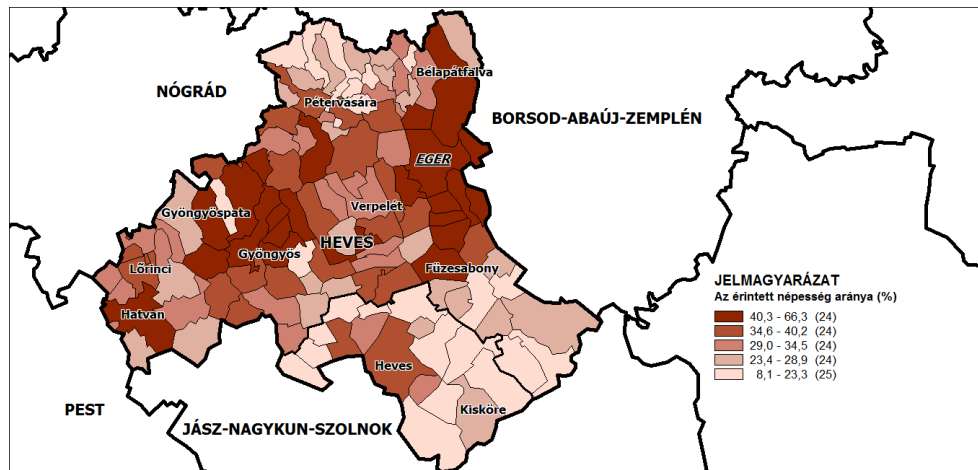 NÓGRÁD
Bélapátfalva
Pétervására
BORSOD-ABAÚJ-ZEMPLÉN
EGER
Verpelét
Gyöngyöspata
HEVES
Gyöngyös
Lőrinci
Füzesabony
Hatvan
Heves
Kisköre
PEST
JÁSZ-NAGYKUN-SZOLNOK
JELMAGYARÁZAT
Az érintett népesség aránya (%)
40,3 - 66,3 (24)
34,6 - 40,2 (24)
29,0 - 34,5 (24)
23,4 - 28,9 (24)
8,1 - 23,3 (25)